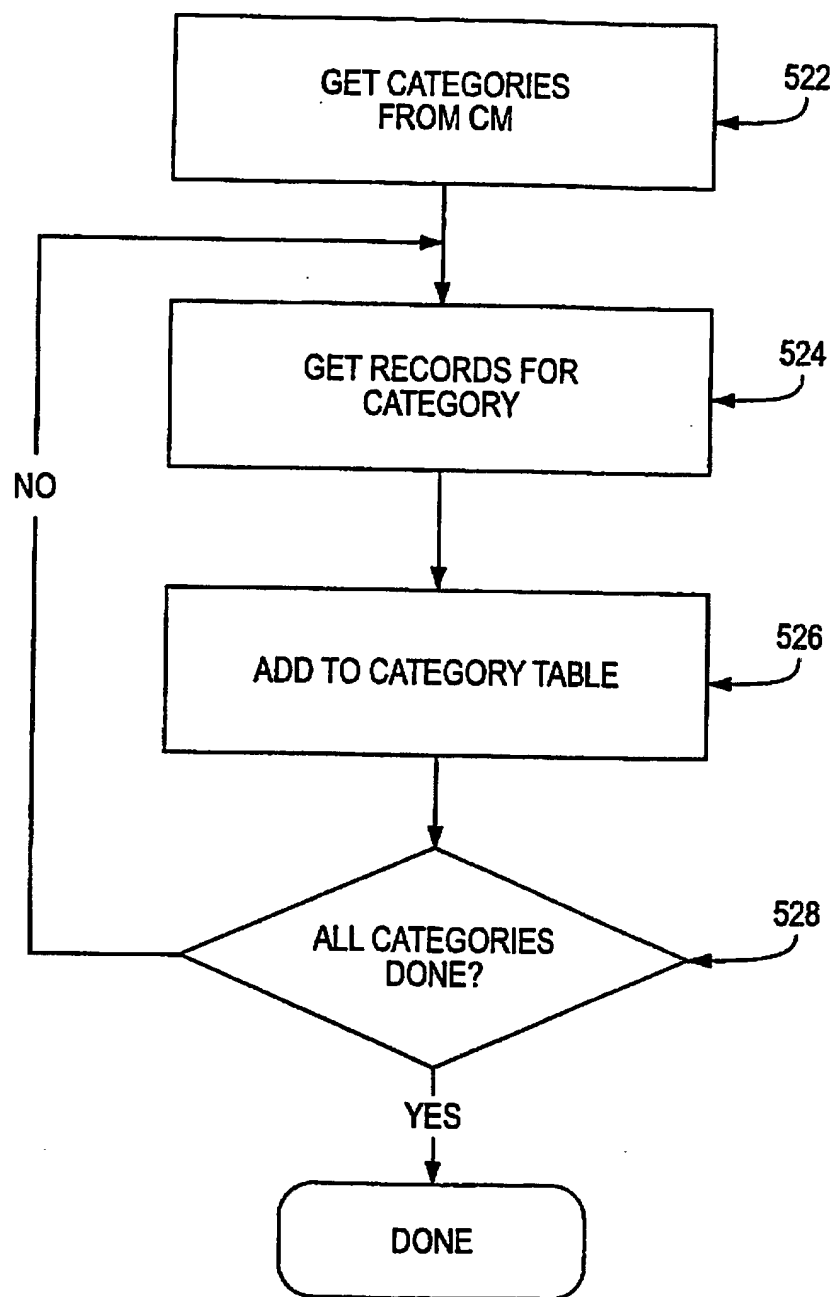 GET CATEGORIES
FROM CM
522
GET RECORDS FOR
CATEGORY
524
NO
ADD TO CATEGORY TABLE
526
ALL CATEGORIES
DONE?
528
YES
DONE